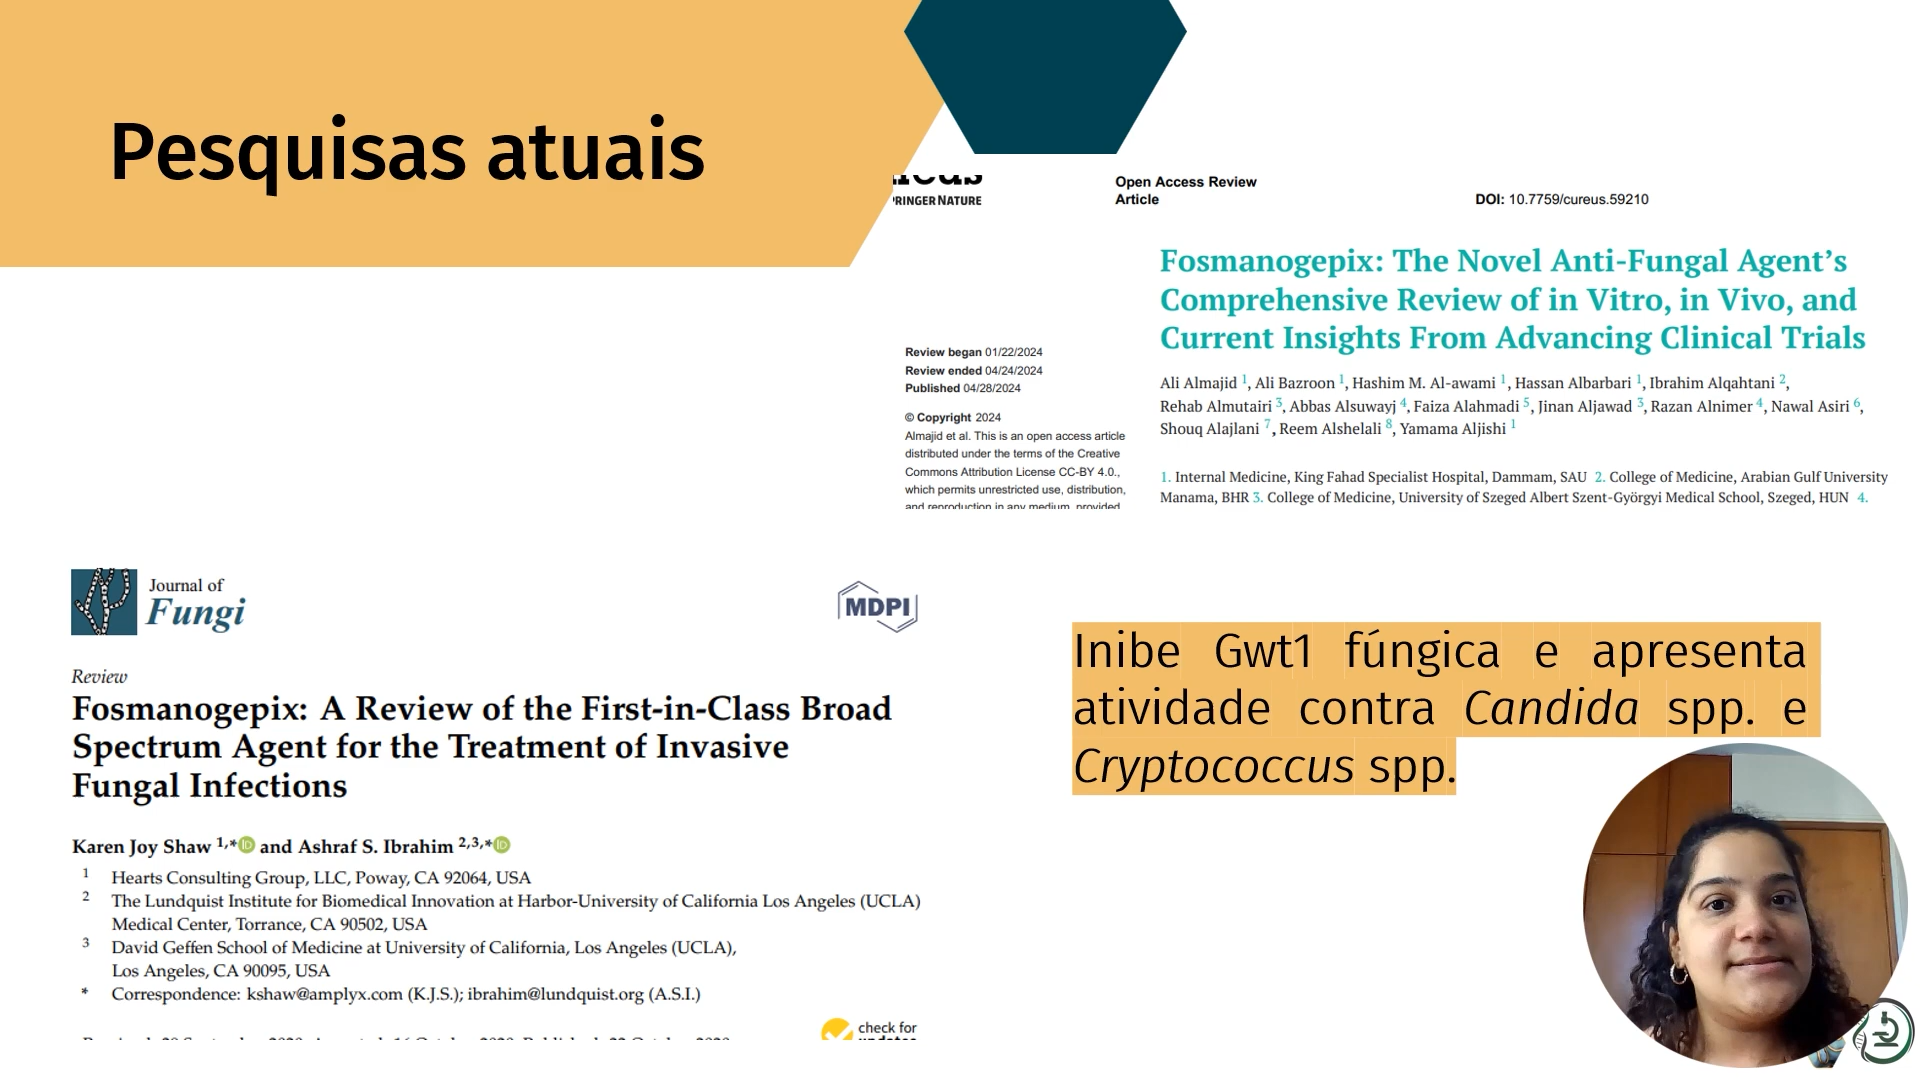 Pesquisas atuais
PRINGER NATURE
Open Access Review
Article
DOI: 10.7759/cureus.59210
Fosmanogepix: The Novel Anti-Fungal Agent’s
Comprehensive Review of in Vitro, in Vivo, and
Current Insights From Advancing Clinical Trials
Review began 01/22/2024
Review ended 04/24/2024
Published 04/28/2024
© Copyright 2024
Almajid et al. This is an open access article
distributed under the terms of the Creative
Commons Attribution License CC-BY 4.0.,
which permits unrestricted use, distribution,
and reproduction in any medium, provided
Ali Almajid 1, Ali Bazroon 1, Hashim M. Al-awami 1, Hassan Albarbari 1, Ibrahim Alqahtani 2,
Rehab Almutairi 3, Abbas Alsuwayj 4, Faiza Alahmadi 5, Jinan Aljawad 3, Razan Alnimer 4, Nawal Asiri 6,
Shouq Alajlani 7, Reem Alshelali 8, Yamama Aljishi 1
1. Internal Medicine, King Fahad Specialist Hospital, Dammam, SAU 2. College of Medicine, Arabian Gulf University
Manama, BHR 3. College of Medicine, University of Szeged Albert Szent-Györgyi Medical School, Szeged, HUN 4.
Journal of
Fungi
MDPI
Review
Fosmanogepix: A Review of the First-in-Class Broad
Spectrum Agent for the Treatment of Invasive
Fungal Infections
Karen Joy Shaw 1,* iD and Ashraf S. Ibrahim 2,3,* iD
1 Hearts Consulting Group, LLC, Poway, CA 92064, USA
2 The Lundquist Institute for Biomedical Innovation at Harbor-University of California Los Angeles (UCLA)
Medical Center, Torrance, CA 90502, USA
3 David Geffen School of Medicine at University of California, Los Angeles (UCLA),
Los Angeles, CA 90095, USA
* Correspondence: kshaw@amplyx.com (K.J.S.); ibrahim@lundquist.org (A.S.I.)
check for
Inibe Gwt1 fúngica e apresenta
atividade contra Candida spp. e
Cryptococcus spp.